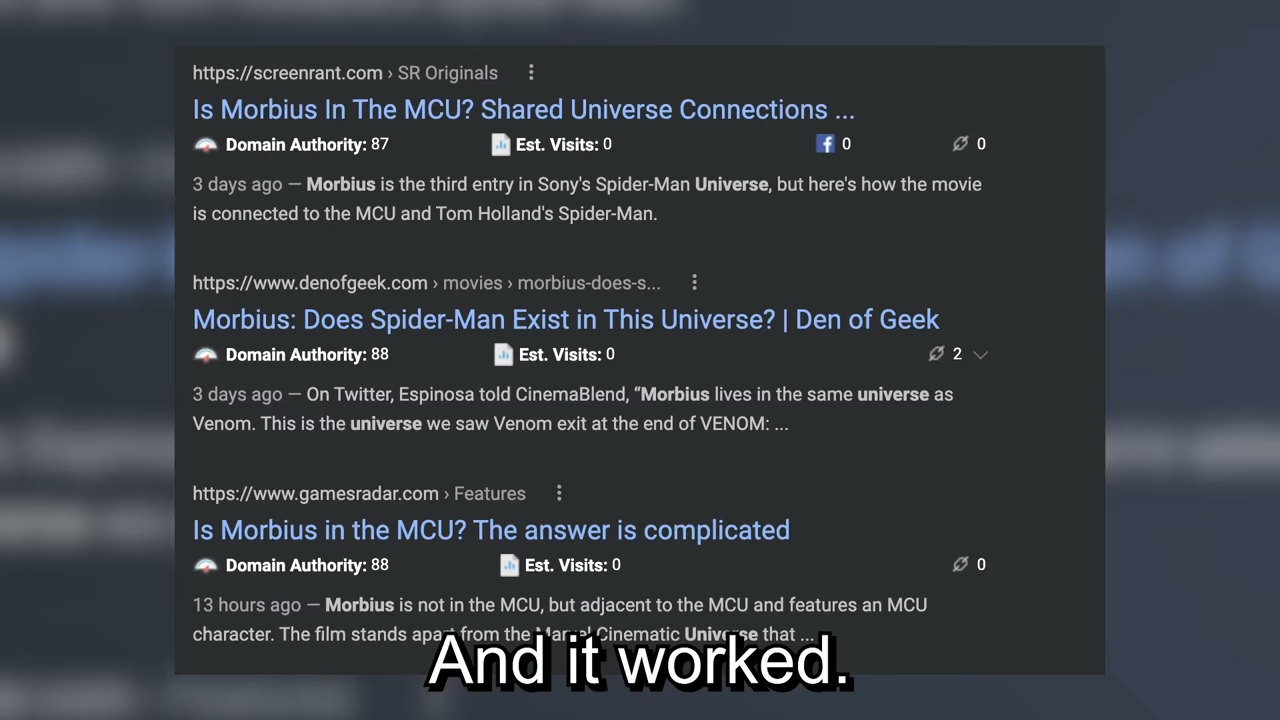 https://screenrant.com › SR Originals
Is Morbius In The MCU? Shared Universe Connections ...
Domain Authority: 87 Est. Visits: 0 0 0
3 days ago — Morbius is the third entry in Sony's Spider-Man Universe, but here's how the movie
is connected to the MCU and Tom Holland's Spider-Man.
https://www.denofgeek.com › movies › morbius-does-s...
Morbius: Does Spider-Man Exist in This Universe? | Den of Geek
Domain Authority: 88 Est. Visits: 0 2
3 days ago — On Twitter, Espinosa told CinemaBlend, “Morbius lives in the same universe as
Venom. This is the universe we saw Venom exit at the end of VENOM: ...
https://www.gamesradar.com › Features
Is Morbius in the MCU? The answer is complicated
Domain Authority: 88 Est. Visits: 0 0
13 hours ago — Morbius is not in the MCU, but adjacent to the MCU and features an MCU
character. The film stands apart from the Marvel Cinematic Universe that ...
And it worked.